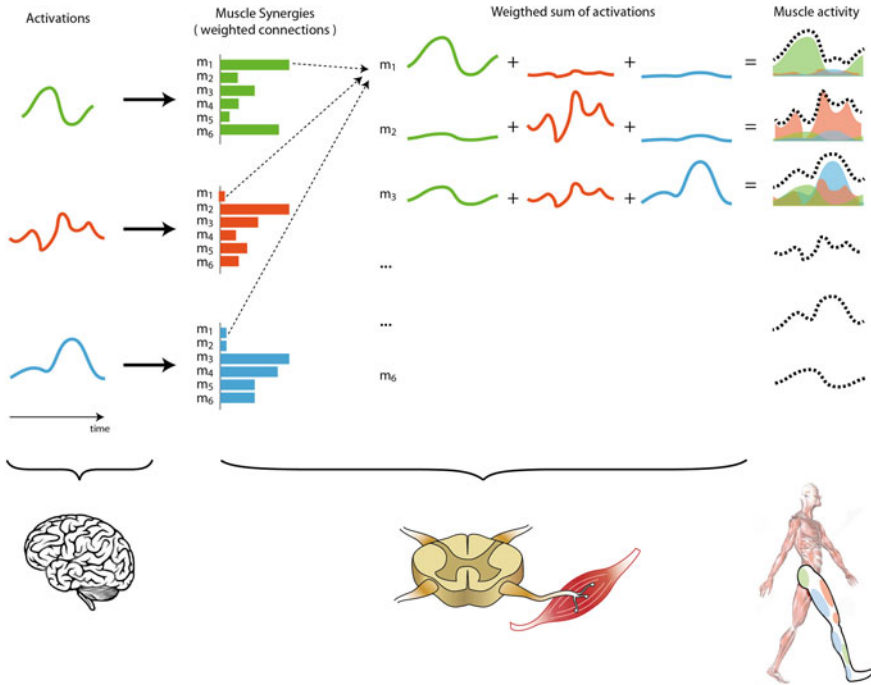 Activations
Muscle Synergies
( weighted connections )
Weigthed sum of activations
Muscle activity
m1
m2
m3
m4
m5
m6
m1
m2
m3
m4
m5
m6
m1
m2
m3
m4
m5
m6
time
m1 + + =
m2 + + =
m3 + + =
...
...
m6